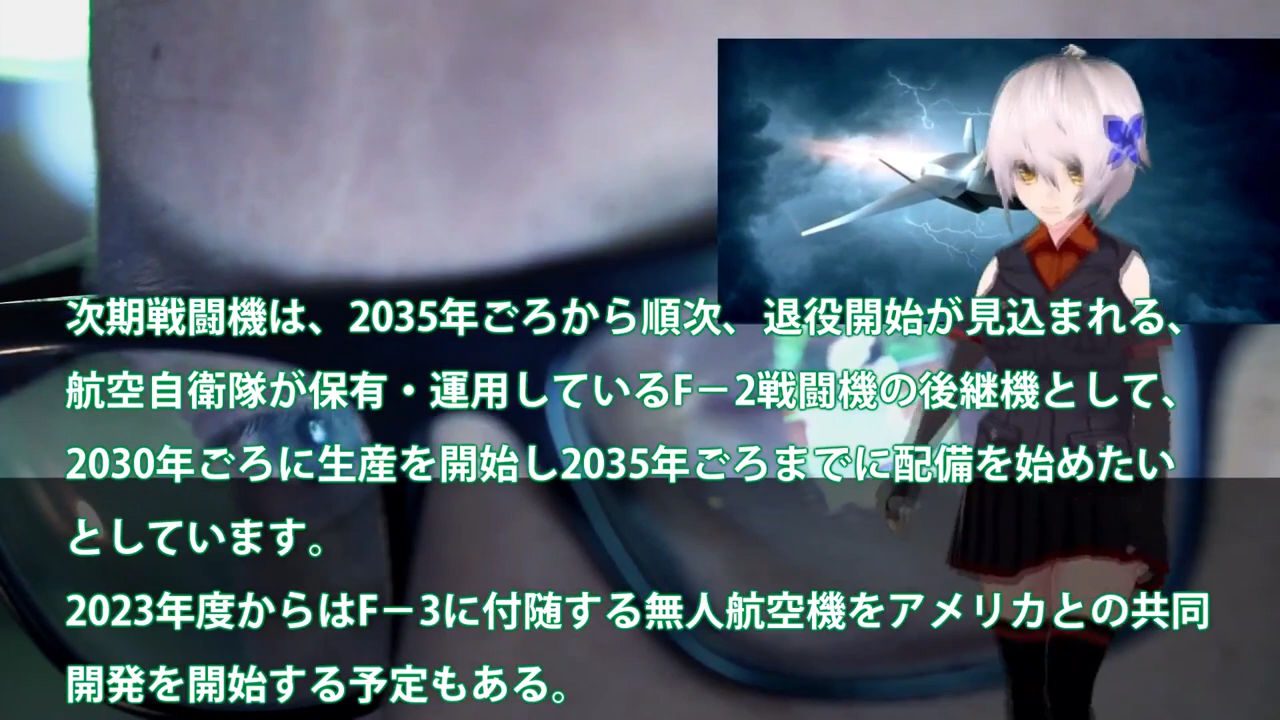 次期戦闘機は、2035年ごろから順次、退役開始が見込まれる、
航空自衛隊が保有・運用しているF－2戦闘機の後継機として、
2030年ごろに生産を開始し2035年ごろまでに配備を始めたい
としています。
2023年度からはF－3に付随する無人航空機をアメリカとの共同
開発を開始する予定もある。